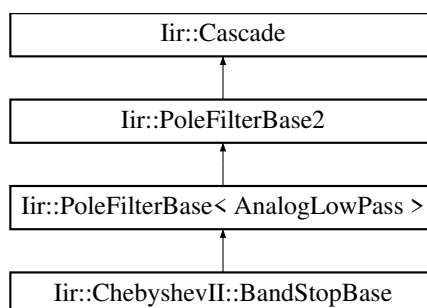 Iir::Cascade
Iir::PoleFilterBase2
Iir::PoleFilterBase< AnalogLowPass >
Iir::ChebyshevII::BandStopBase